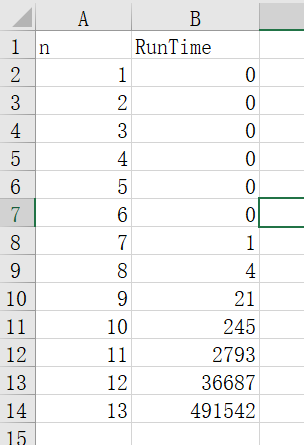 A B
1 n RunTime
2 1 0
3 2 0
4 3 0
5 4 0
6 5 0
7 6 0
8 7 1
9 8 4
10 9 21
11 10 245
12 11 2793
13 12 36687
14 13 491542
15